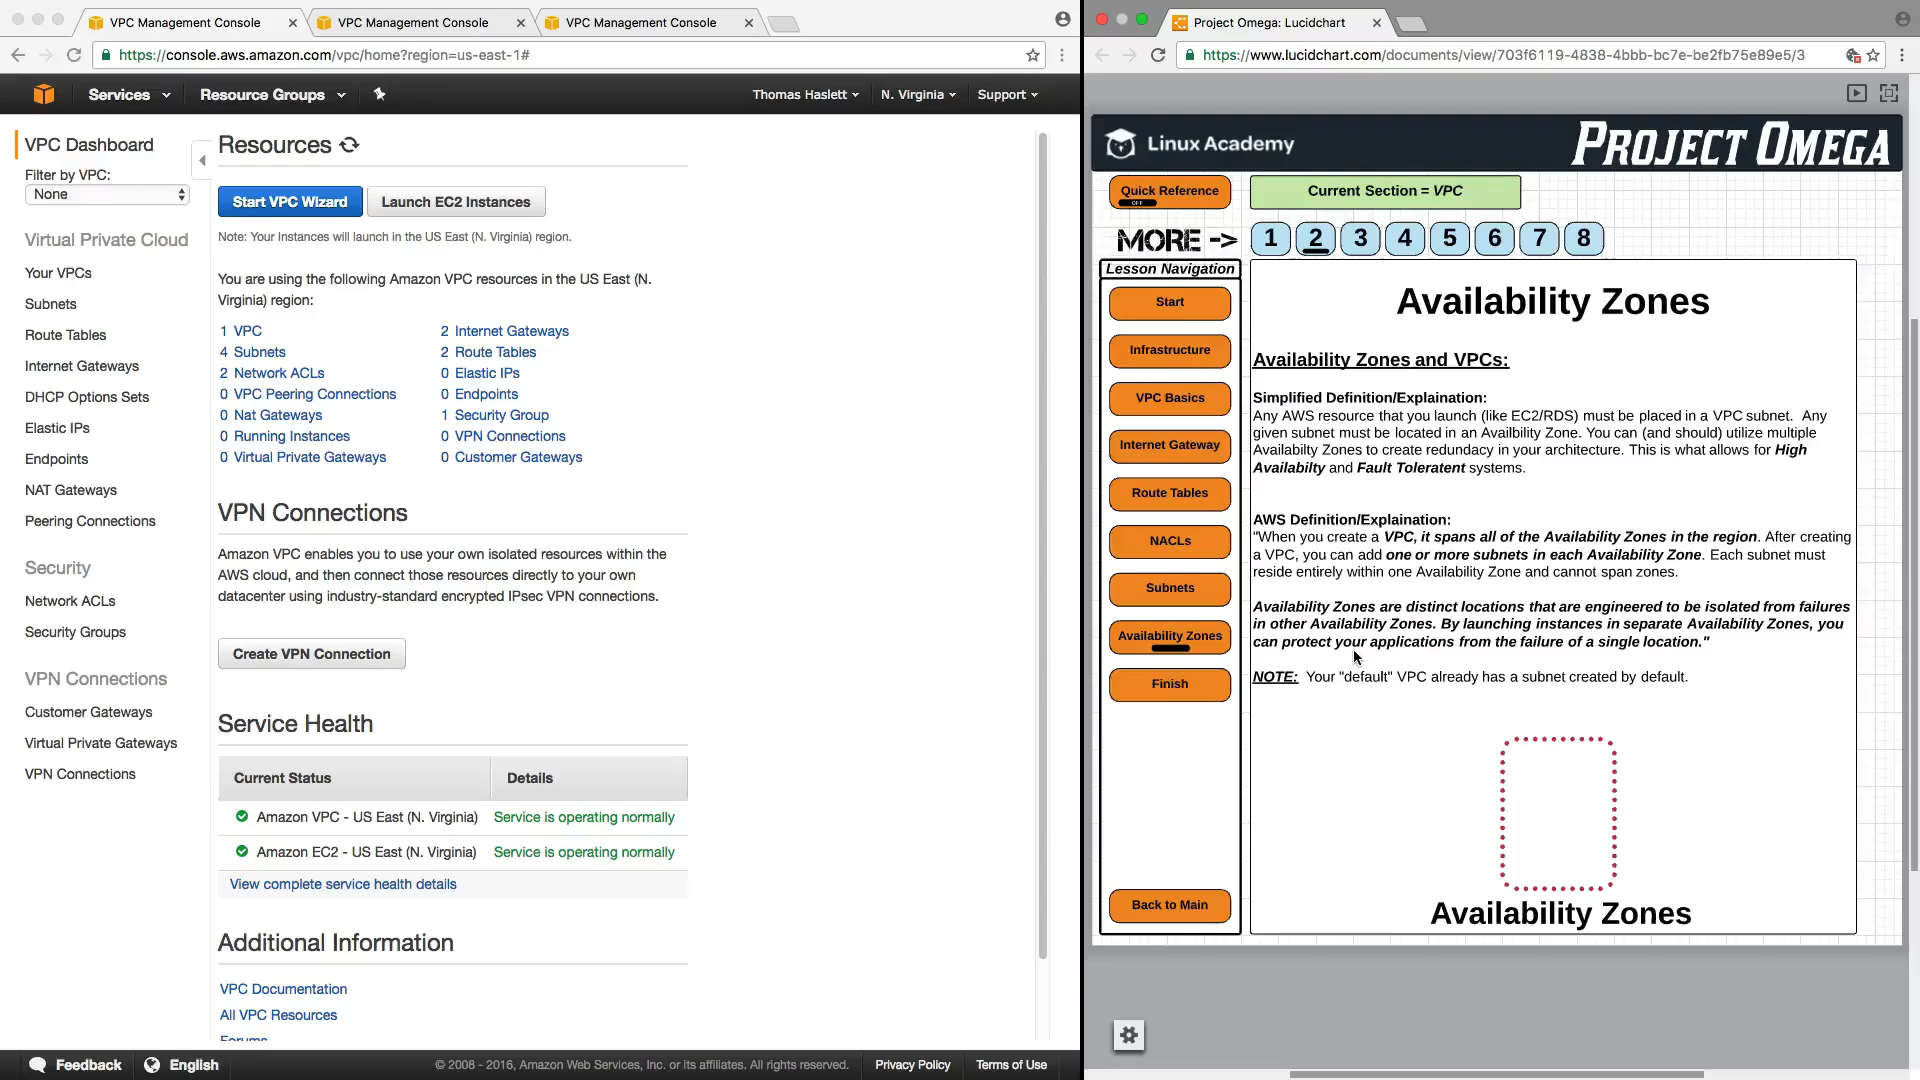 VPC Management Console
VPC Management Console
VPC Management Console
https://console.aws.amazon.com/vpc/home?region=us-east-1#
Services
Resource Groups
Thomas Haslett
N. Virginia
Support
VPC Dashboard
Filter by VPC:
None
Virtual Private Cloud
Your VPCs
Subnets
Route Tables
Internet Gateways
DHCP Options Sets
Elastic IPs
Endpoints
NAT Gateways
Peering Connections
Security
Network ACLs
Security Groups
VPN Connections
Customer Gateways
Virtual Private Gateways
VPN Connections
Resources
Start VPC Wizard
Launch EC2 Instances
Note: Your Instances will launch in the US East (N. Virginia) region.
You are using the following Amazon VPC resources in the US East (N.
Virginia) region:
1 VPC
2 Internet Gateways
4 Subnets
2 Route Tables
2 Network ACLs
0 Elastic IPs
0 VPC Peering Connections
0 Endpoints
0 Nat Gateways
1 Security Group
0 Running Instances
0 VPN Connections
0 Virtual Private Gateways
0 Customer Gateways
VPN Connections
Amazon VPC enables you to use your own isolated resources within the
AWS cloud, and then connect those resources directly to your own
datacenter using industry-standard encrypted IPsec VPN connections.
Create VPN Connection
Service Health
Current Status
Details
Amazon VPC - US East (N. Virginia)
Service is operating normally
Amazon EC2 - US East (N. Virginia)
Service is operating normally
View complete service health details
Additional Information
VPC Documentation
All VPC Resources
Forums
Feedback
English
© 2008 - 2016, Amazon Web Services, Inc. or its affiliates. All rights reserved.
Privacy Policy
Terms of Use
Project Omega: Lucidchart
https://www.lucidchart.com/documents/view/703f6119-4838-4bbb-bc7e-be2fb75e89e5/3
Linux Academy
PROJECT OMEGA
Quick Reference
OFF
Current Section = VPC
MORE ->
1 2 3 4 5 6 7 8
Lesson Navigation
Start
Infrastructure
VPC Basics
Internet Gateway
Route Tables
NACLs
Subnets
Availability Zones
Finish
Back to Main
Availability Zones
Availability Zones and VPCs:
Simplified Definition/Explaination:
Any AWS resource that you launch (like EC2/RDS) must be placed in a VPC subnet. Any
given subnet must be located in an Availbility Zone. You can (and should) utilize multiple
Availabilty Zones to create redundacy in your architecture. This is what allows for High
Availabilty and Fault Toleratent systems.
AWS Definition/Explaination:
"When you create a VPC, it spans all of the Availability Zones in the region. After creating
a VPC, you can add one or more subnets in each Availability Zone. Each subnet must
reside entirely within one Availability Zone and cannot span zones.
Availability Zones are distinct locations that are engineered to be isolated from failures
in other Availability Zones. By launching instances in separate Availability Zones, you
can protect your applications from the failure of a single location."
NOTE: Your "default" VPC already has a subnet created by default.
Availability Zones